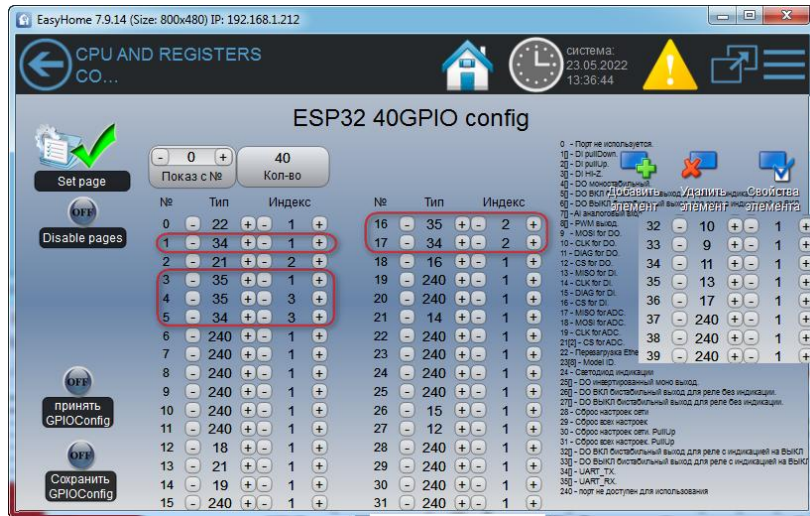 EasyHome 7.9.14 (Size: 800x480) IP: 192.168.1.212
CPU AND REGISTERS
CO...
система:
23.05.2022
13:36:44
ESP32 40GPIO config
Set page
OFF
Disable pages
- 0 +
Показ с №
40
Кол-во
№ Тип Индекс
0 - 22 + - 1 +
1 - 34 + - 1 +
2 - 21 + - 2 +
3 - 35 + - 1 +
4 - 35 + - 3 +
5 - 34 + - 3 +
6 - 240 + - 1 +
7 - 240 + - 1 +
8 - 240 + - 1 +
9 - 240 + - 1 +
10 - 240 + - 1 +
11 - 240 + - 1 +
12 - 18 + - 1 +
13 - 21 + - 1 +
14 - 19 + - 1 +
15 - 240 + - 1 +
OFF
принять
GPIOConfig
OFF
Сохранить
GPIOConfig
№ Тип Индекс
16 - 35 + - 2 +
17 - 34 + - 2 +
18 - 16 + - 1 +
19 - 240 + - 1 +
20 - 240 + - 1 +
21 - 14 + - 1 +
22 - 240 + - 1 +
23 - 240 + - 1 +
24 - 240 + - 1 +
25 - 240 + - 1 +
26 - 15 + - 1 +
27 - 12 + - 1 +
28 - 240 + - 1 +
29 - 240 + - 1 +
30 - 240 + - 1 +
31 - 240 + - 1 +
0 - Порт не используется.
1[] - DI pullDown.
2[] - DI pullUp.
3[] - DI HI-Z.
4[] - DO моностабильный.
5[] - DO ВКЛ
6[] - DO ВЫКЛ
7[] - AI аналоговый вход
8[] - PWM выход.
9 - MOSI for DO.
10 - CLK for DO.
11 - DIAG for DO.
12 - CS for DO.
13 - MISO for DI.
14 - CLK for DI.
15 - DIAG for DI.
16 - CS for DI.
17 - MISO for ADC.
18 - MOSI for ADC.
19 - CLK for ADC.
21[2] - CS for ADC.
22 - Перезагрузка Ethe
23[8] - Model ID.
24 - Светодиод индикации
25[] - DO инвертированный моно выход.
26[] - DO ВКЛ бистабильный выход для реле без индикации.
27[] - DO ВЫКЛ бистабильный выход для реле без индикации.
28 - Сброс настроек сети
29 - Сброс всех настроек
30 - Сброс настроек сети. PullUp
31 - Сброс всех настроек. PullUp
32[] - DO ВКЛ бистабильный выход для реле с индикацией на ВЫКЛ
33[] - DO ВЫКЛ бистабильный выход для реле с индикацией на ВЫКЛ
34[] - UART_TX.
35[] - UART_RX.
240 - порт не доступен для использования
Добавить
элемент
Удалить
элемент
Свойства
элемента
32 - 10 + - 1 +
33 - 9 + - 1 +
34 - 11 + - 1 +
35 - 13 + - 1 +
36 - 17 + - 1 +
37 - 240 + - 1 +
38 - 240 + - 1 +
39 - 240 + - 1 +